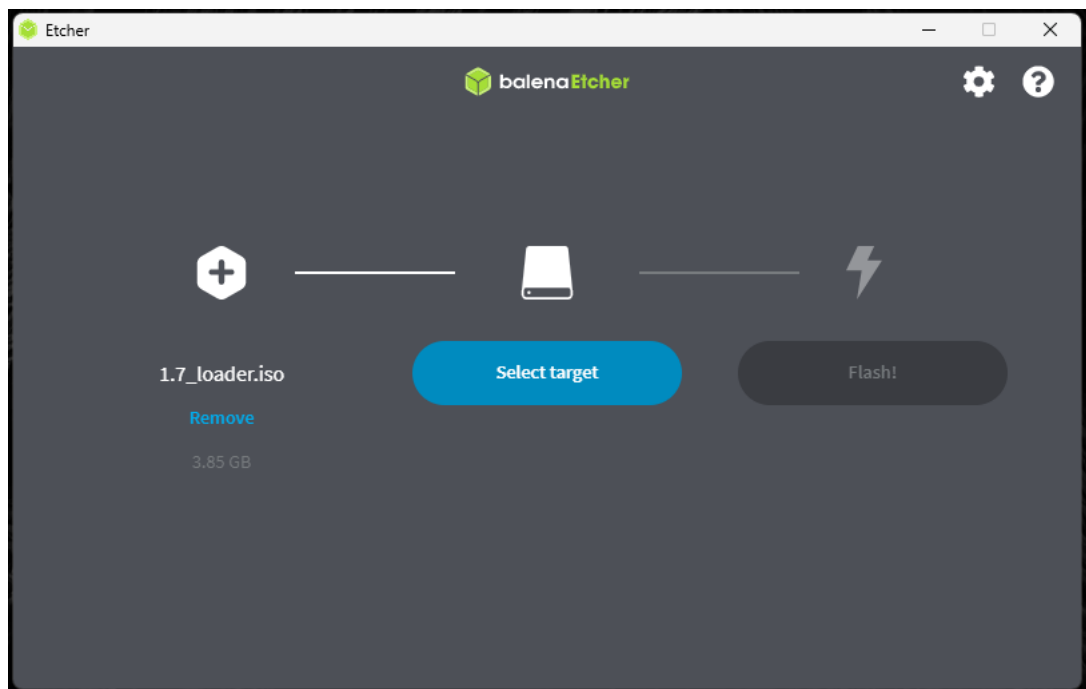 Etcher
balenaEtcher
1.7_loader.iso
Select target
Flash!
Remove
3.85 GB